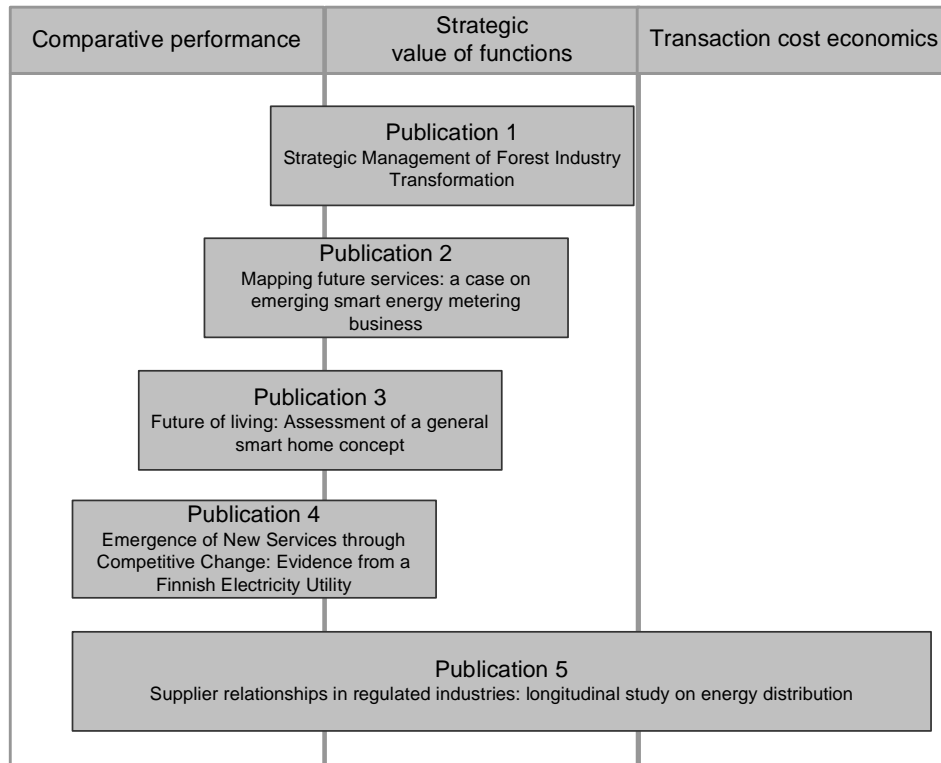 Comparative performance
Strategic
value of functions
Transaction cost economics
Publication 1
Strategic Management of Forest Industry
Transformation
Publication 2
Mapping future services: a case on
emerging smart energy metering
business
Publication 3
Future of living: Assessment of a general
smart home concept
Publication 4
Emergence of New Services through
Competitive Change: Evidence from a
Finnish Electricity Utility
Publication 5
Supplier relationships in regulated industries: longitudinal study on energy distribution